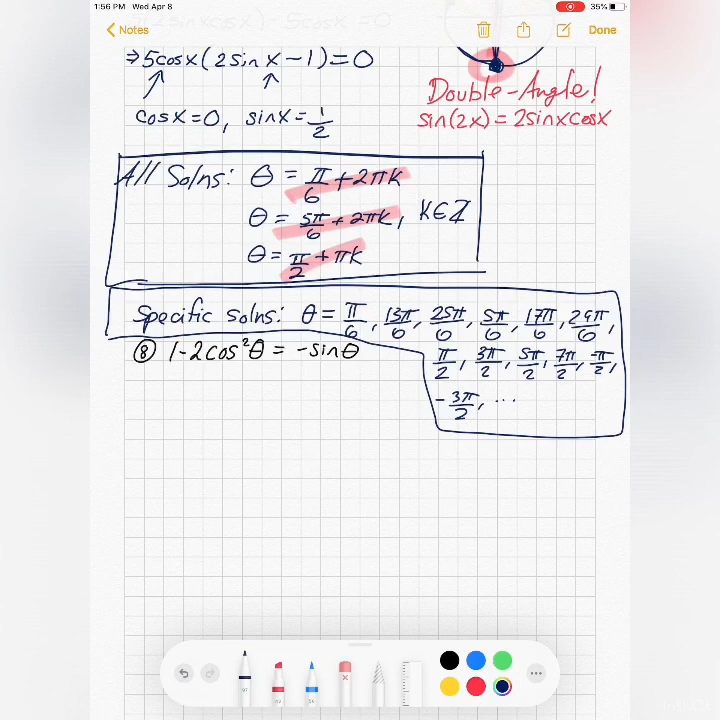 1:56 PM Wed Apr 8
35%
Notes
Done
⇒ 5cosx(2sinx−1)=0
cosx=0, sinx=1/2
Double-Angle!
sin(2x)=2sinxcosx
All Solns: θ = π/6 + 2πk
θ = 5π/6 + 2πk, k∈ℤ
θ = π/2 + πk
Specific solns: θ = π/6, 13π/6, 25π/6, 5π/6, 17π/6, 29π/6,
π/2, 3π/2, 5π/2, 7π/2, -π/2,
-3π/2, ...
⑧ 1-2cos²θ = -sinθ